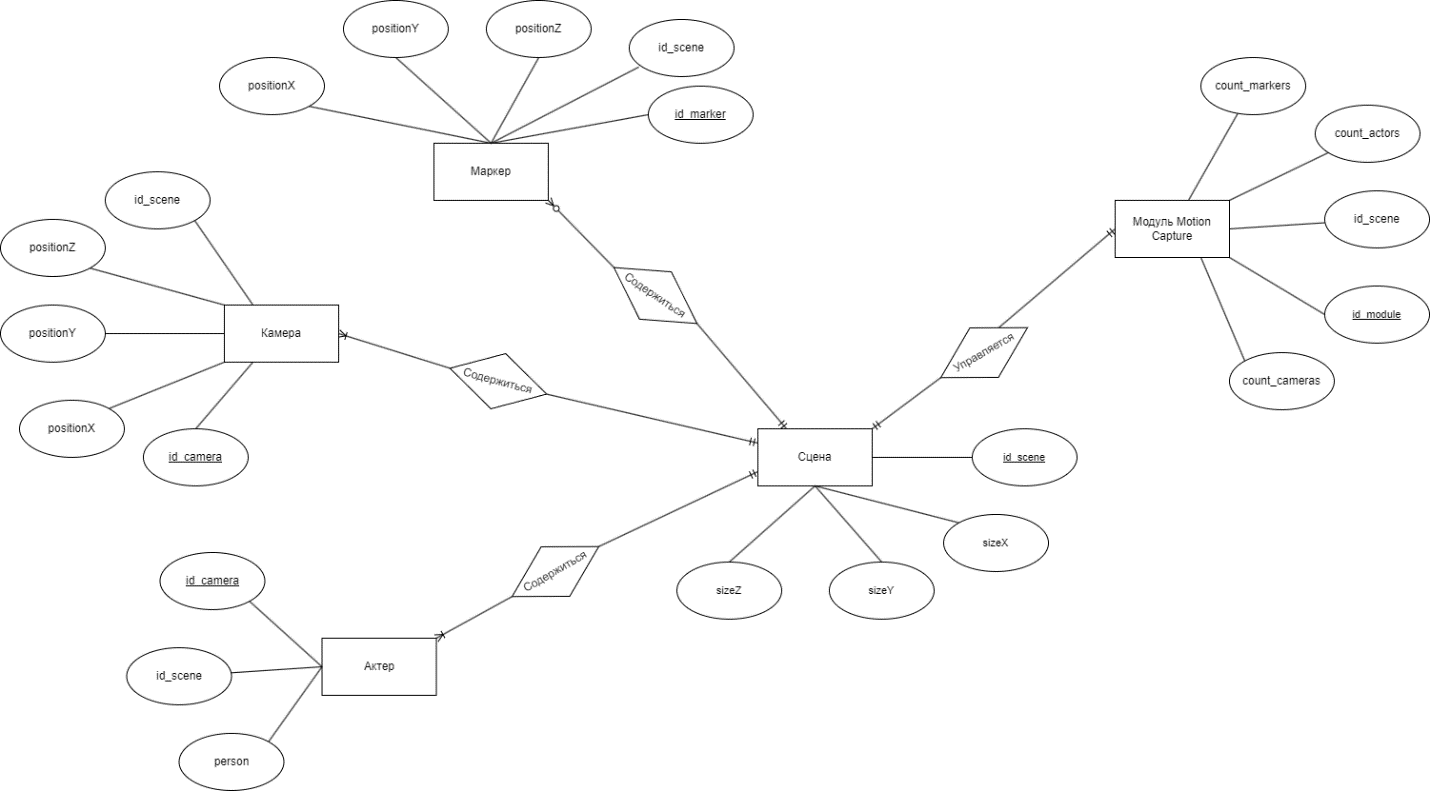 positionY
positionZ
id_scene
positionX
id_marker
Маркер
count_markers
count_actors
id_scene
Модуль Motion
Capture
id_module
count_cameras
id_scene
positionZ
positionY
Камера
positionX
id_camera
Содержиться
Содержиться
Управляется
Сцена
id_scene
sizeX
sizeZ
sizeY
Содержиться
id_camera
id_scene
Актер
person